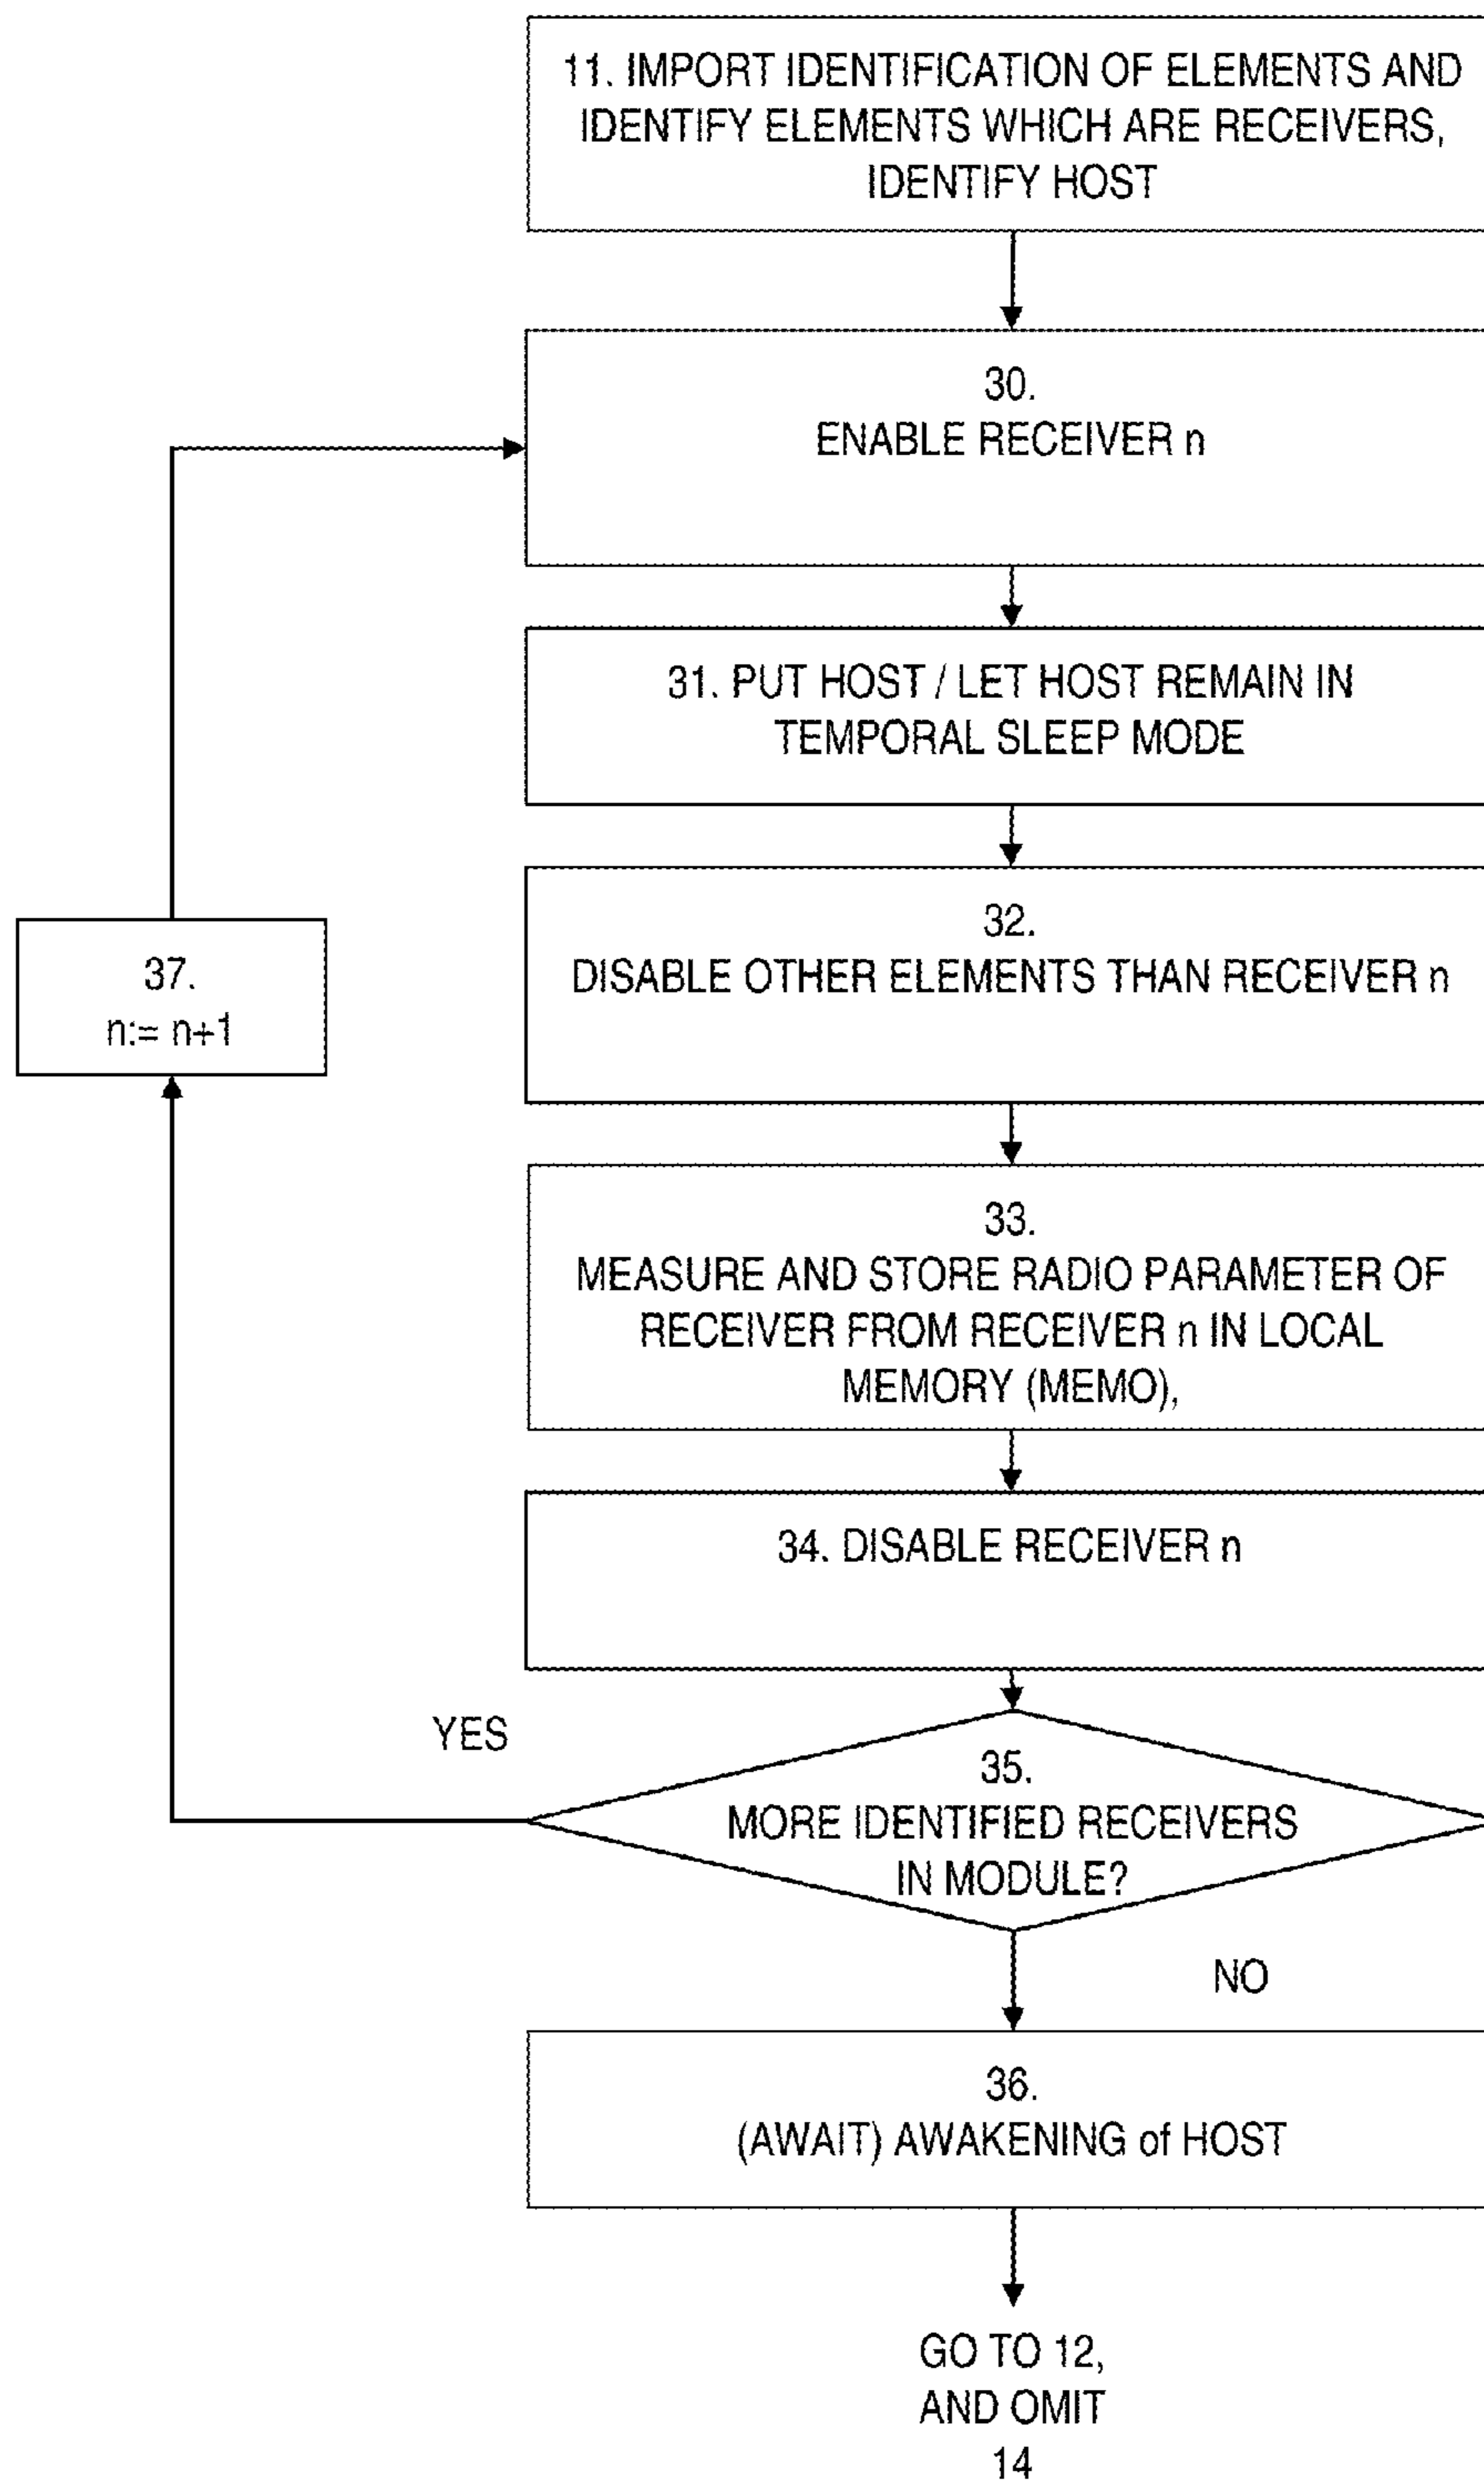 11. IMPORT IDENTIFICATION OF ELEMENTS AND
IDENTIFY ELEMENTS WHICH ARE RECEIVERS,
IDENTIFY HOST
30.
ENABLE RECEIVER n
31. PUT HOST / LET HOST REMAIN IN
TEMPORAL SLEEP MODE
32.
DISABLE OTHER ELEMENTS THAN RECEIVER n
37.
n:= n+1
33.
MEASURE AND STORE RADIO PARAMETER OF
RECEIVER FROM RECEIVER n IN LOCAL
MEMORY (MEMO),
34. DISABLE RECEIVER n
YES
35.
MORE IDENTIFIED RECEIVERS
IN MODULE?
NO
36.
(AWAIT) AWAKENING of HOST
GO TO 12,
AND OMIT
14